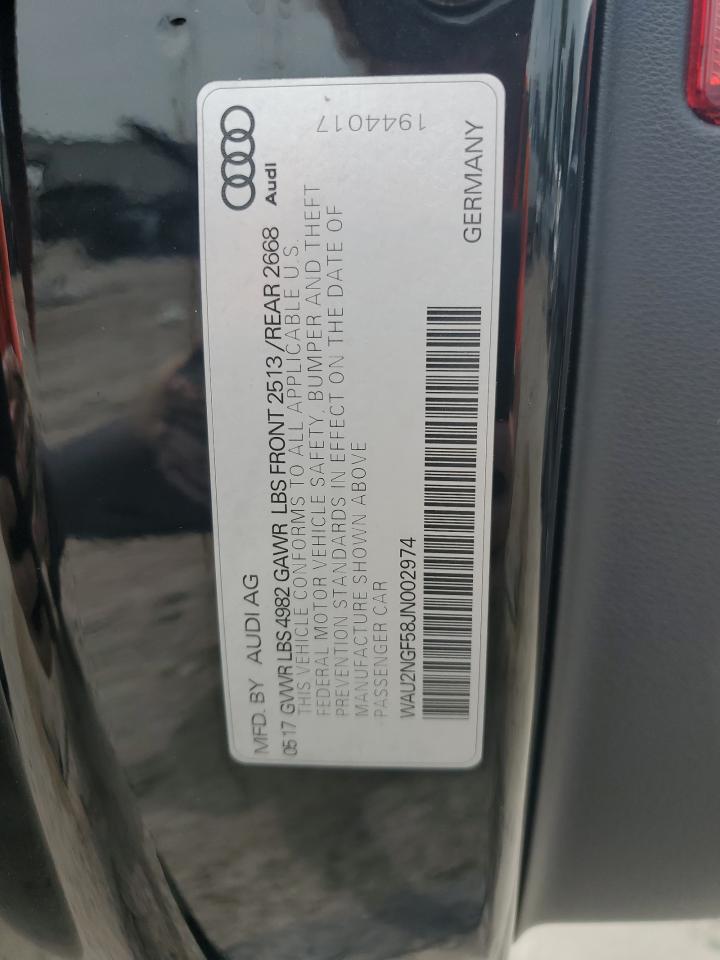 MFD. BY AUDI AG
Audi
0517 GVWR LBS 4982 GAWR LBS FRONT 2513 / REAR 2668
THIS VEHICLE CONFORMS TO ALL APPLICABLE U.S.
FEDERAL MOTOR VEHICLE SAFETY, BUMPER AND THEFT
PREVENTION STANDARDS IN EFFECT ON THE DATE OF
MANUFACTURE SHOWN ABOVE
1944017
PASSENGER CAR
WAU2NGF58JN002974
GERMANY